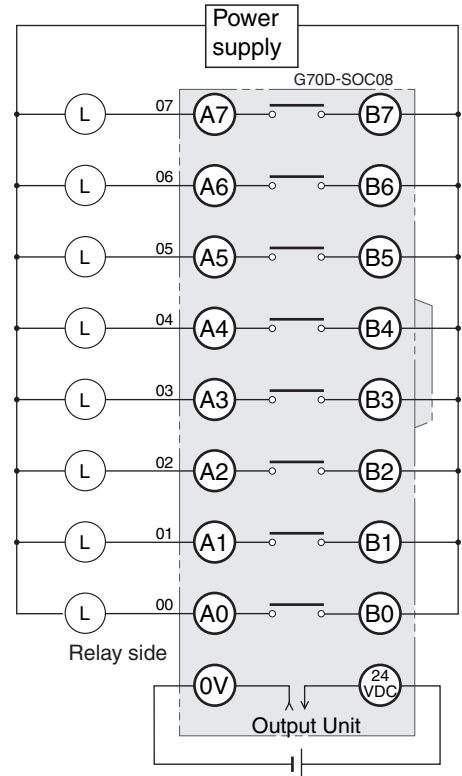 Power
supply
G70D-SOC08
L 07 A7 B7
L 06 A6 B6
L 05 A5 B5
L 04 A4 B4
L 03 A3 B3
L 02 A2 B2
L 01 A1 B1
L 00 A0 B0
Relay side
0V 24
VDC
Output Unit